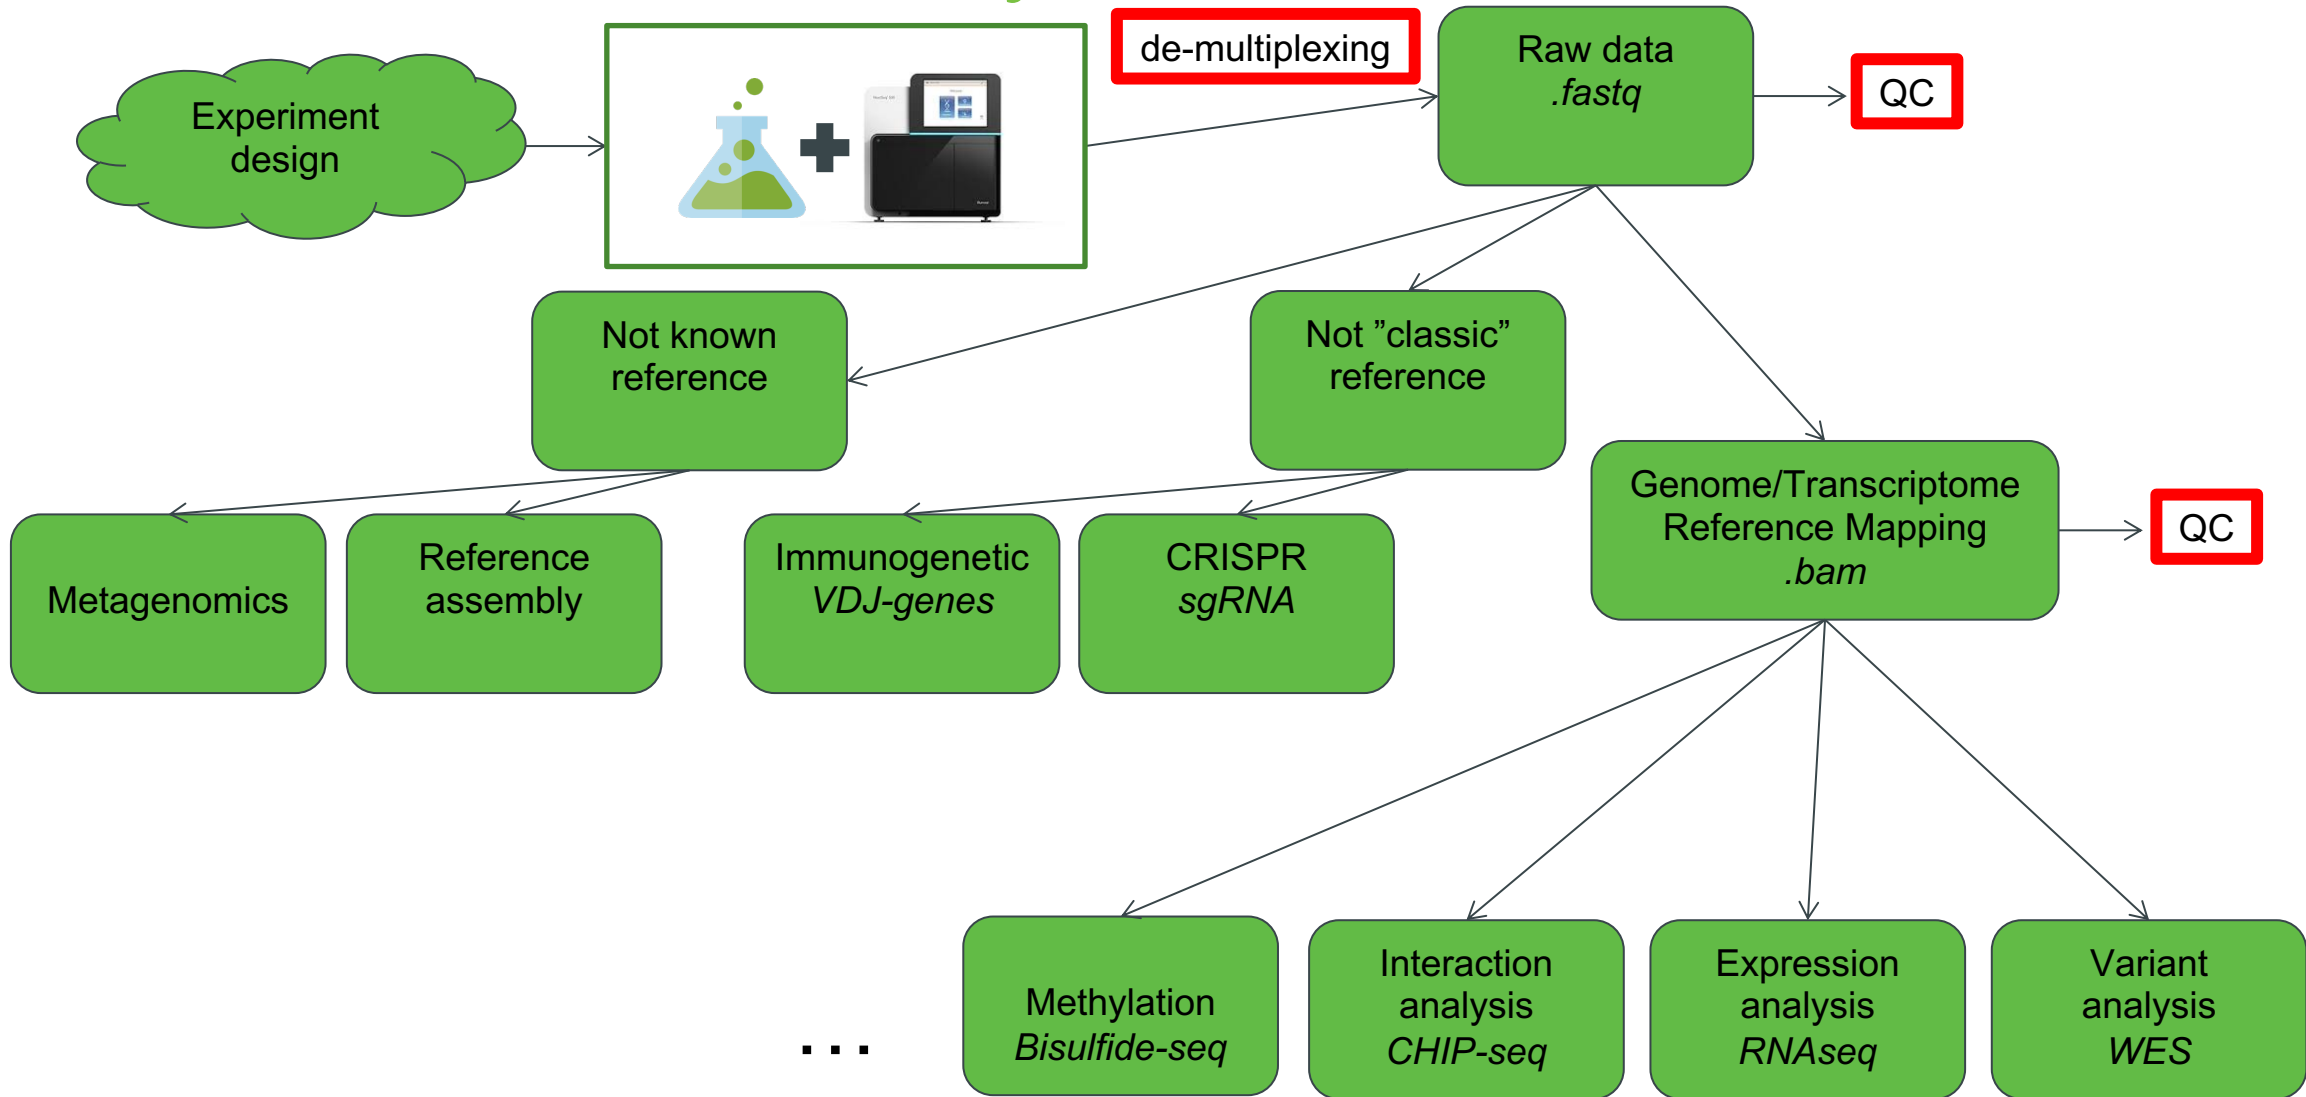 de-multiplexing
Raw data
.fastq
QC
Experiment
design
Not known
reference
Not ”classic”
reference
Genome/Transcriptome
Reference Mapping
.bam
QC
Metagenomics
Reference
assembly
Immunogenetic
VDJ-genes
CRISPR
sgRNA
...
Methylation
Bisulfide-seq
Interaction
analysis
CHIP-seq
Expression
analysis
RNAseq
Variant
analysis
WES